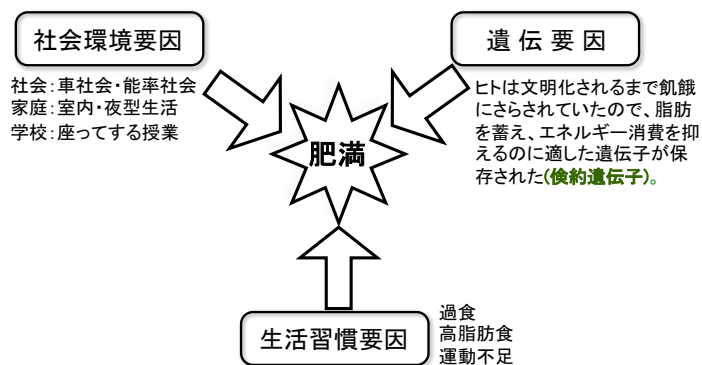 社会環境要因
社会：車社会・能率社会
家庭：室内・夜型生活
学校：座ってする授業
遺伝要因
ヒトは文明化されるまで飢餓
にさらされていたので、脂肪
を蓄え、エネルギー消費を抑
えるのに適した遺伝子が保
存された(倹約遺伝子)。
肥満
生活習慣要因
過食
高脂肪食
運動不足